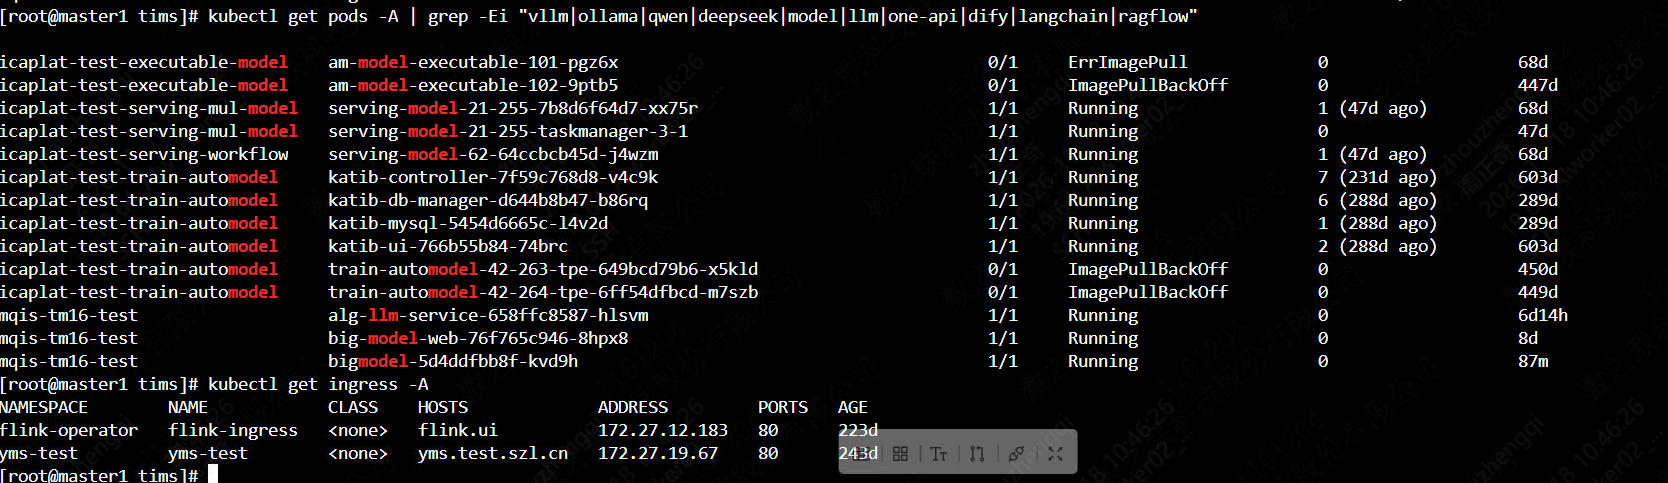 [root@master1 tims]# kubectl get pods -A | grep -Ei "vllm|ollama|qwen|deepseek|model|llm|one-api|dify|langchain|ragflow"
icaplat-test-executable-model am-model-executable-101-pgz6x 0/1 ErrImagePull 0 68d
icaplat-test-executable-model am-model-executable-102-9ptb5 0/1 ImagePullBackOff 0 447d
icaplat-test-serving-mul-model serving-model-21-255-7b8d6f64d7-xx75r 1/1 Running 1 (47d ago) 68d
icaplat-test-serving-mul-model serving-model-21-255-taskmanager-3-1 1/1 Running 0 47d
icaplat-test-serving-workflow serving-model-62-64ccbcb45d-j4wzm 1/1 Running 1 (47d ago) 68d
icaplat-test-train-automodel katib-controller-7f59c768d8-v4c9k 1/1 Running 7 (231d ago) 603d
icaplat-test-train-automodel katib-db-manager-d644b8b47-b86rq 1/1 Running 6 (288d ago) 289d
icaplat-test-train-automodel katib-mysql-5454d6665c-l4v2d 1/1 Running 1 (288d ago) 289d
icaplat-test-train-automodel katib-ui-766b55b84-74brc 1/1 Running 2 (288d ago) 603d
icaplat-test-train-automodel train-automodel-42-263-tpe-649bcd79b6-x5kld 0/1 ImagePullBackOff 0 450d
icaplat-test-train-automodel train-automodel-42-264-tpe-6ff54dfbcd-m7szb 0/1 ImagePullBackOff 0 449d
mqis-tm16-test alg-llm-service-658ffc8587-hlsvm 1/1 Running 0 6d14h
mqis-tm16-test big-model-web-76f765c946-8hpx8 1/1 Running 0 8d
mqis-tm16-test bigmodel-5d4ddfbb8f-kvd9h 1/1 Running 0 87m
[root@master1 tims]# kubectl get ingress -A
NAMESPACE NAME CLASS HOSTS ADDRESS PORTS AGE
flink-operator flink-ingress <none> flink.ui 172.27.12.183 80 223d
yms-test yms-test <none> yms.test.szl.cn 172.27.19.67 80 243d
[root@master1 tims]#